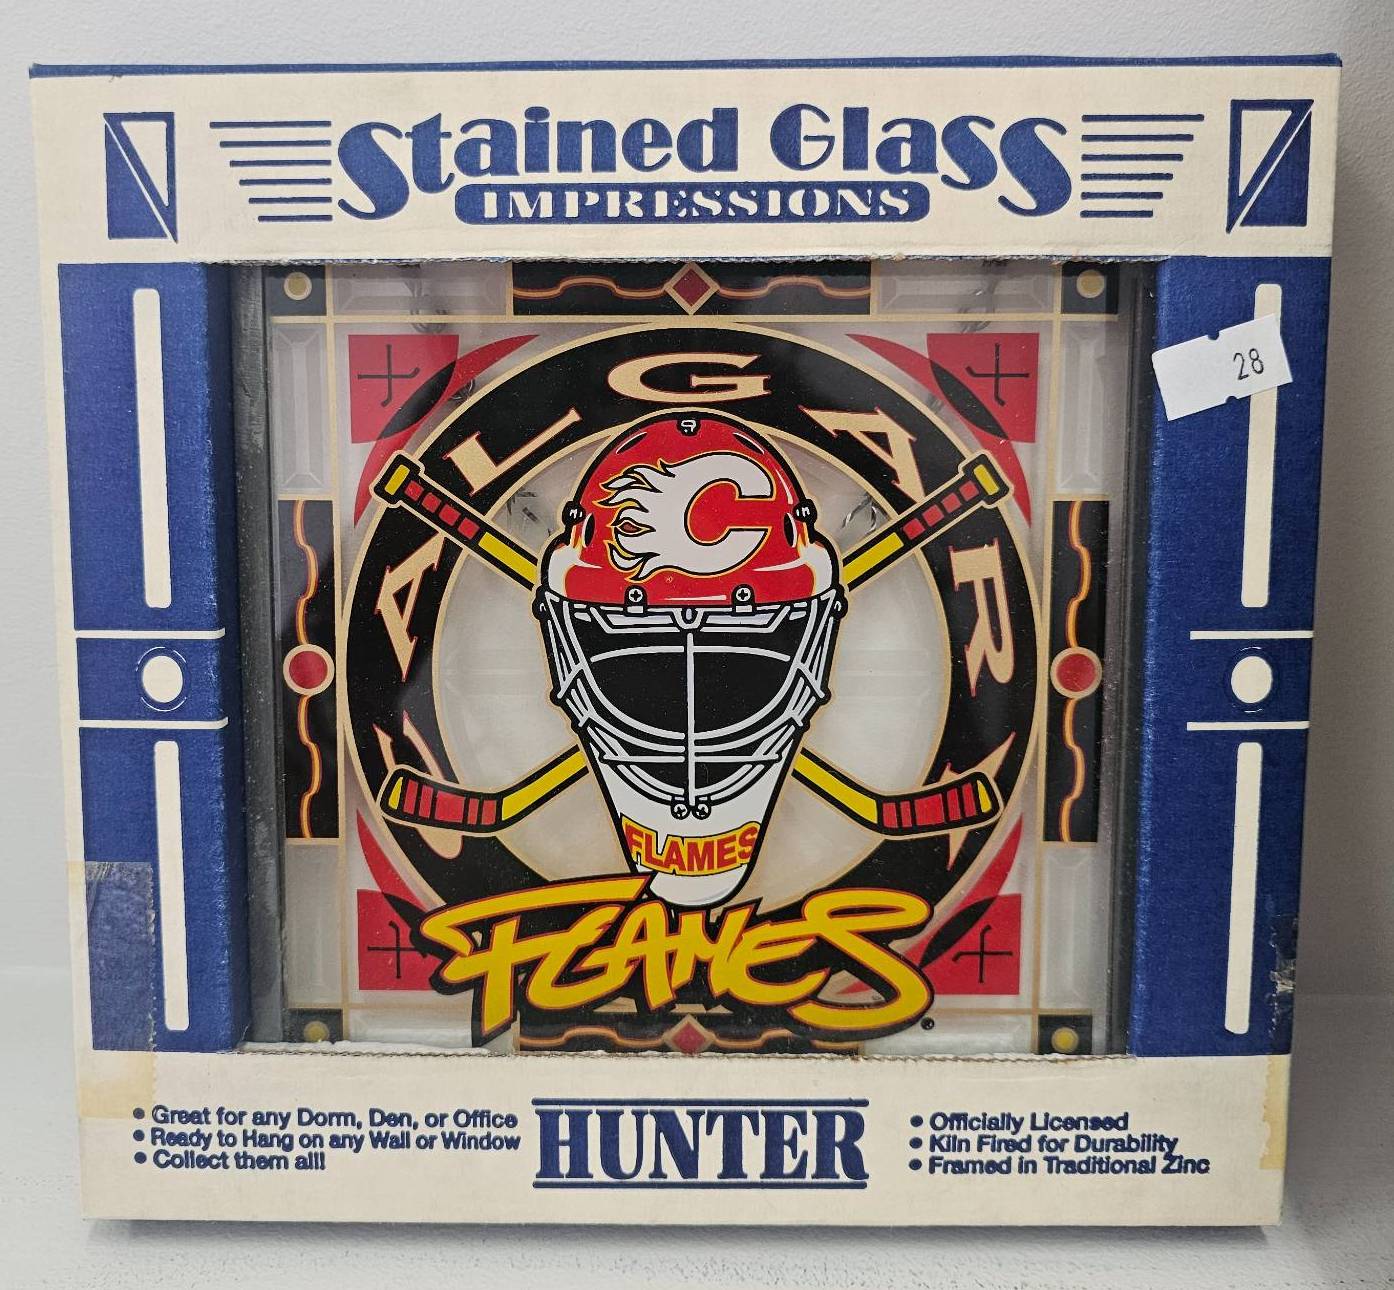 Stained Glass
IMPRESSIONS
28
CALGARY
C
FLAMES
FLAMES
HUNTER
• Great for any Dorm, Den, or Office
• Ready to Hang on any Wall or Window
• Collect them all!
• Officially Licensed
• Kiln Fired for Durability
• Framed in Traditional Zinc